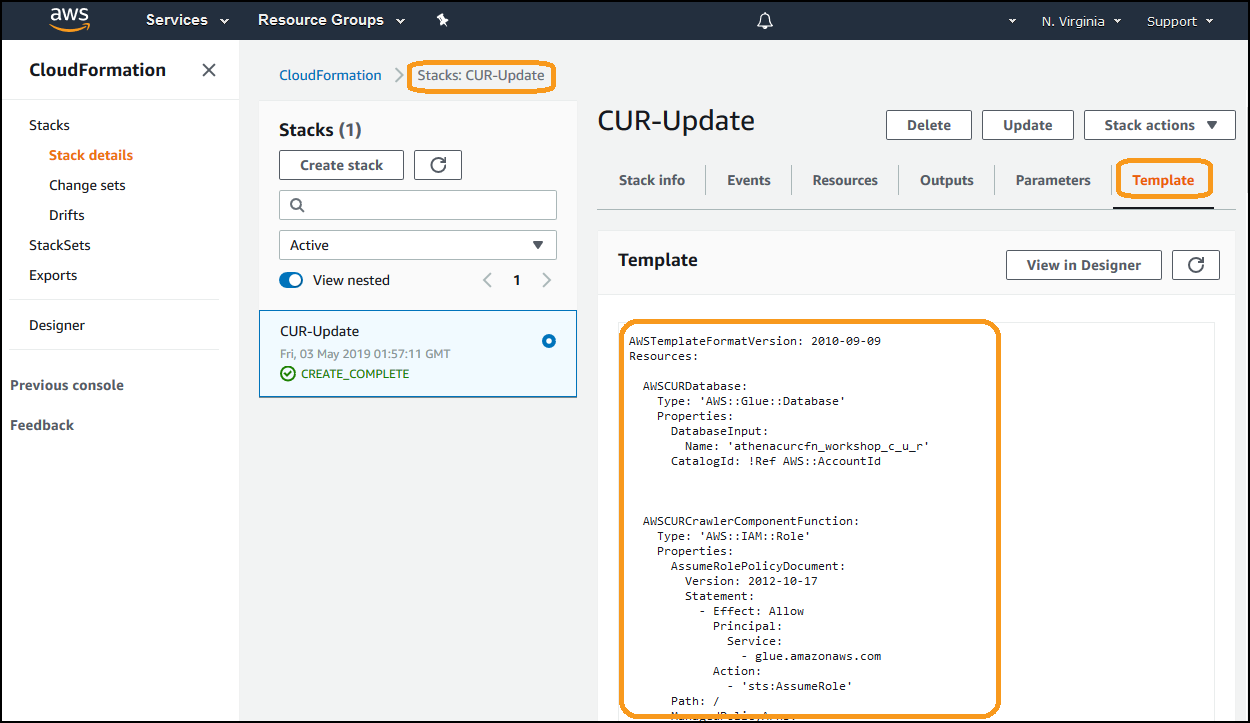 aws Services Resource Groups N. Virginia Support
CloudFormation
Stacks
Stack details
Change sets
Drifts
StackSets
Exports
Designer
Previous console
Feedback
CloudFormation Stacks: CUR-Update
Stacks (1)
Create stack
Active
View nested 1
CUR-Update
Fri, 03 May 2019 01:57:11 GMT
CREATE_COMPLETE
CUR-Update
Delete Update Stack actions
Stack info Events Resources Outputs Parameters Template
Template
View in Designer
AWSTemplateFormatVersion: 2010-09-09
Resources:
AWSCURDatabase:
Type: 'AWS::Glue::Database'
Properties:
DatabaseInput:
Name: 'athenacurcfn_workshop_c_u_r'
CatalogId: !Ref AWS::AccountId
AWSCURCrawlerComponentFunction:
Type: 'AWS::IAM::Role'
Properties:
AssumeRolePolicyDocument:
Version: 2012-10-17
Statement:
- Effect: Allow
Principal:
Service:
- glue.amazonaws.com
Action:
- 'sts:AssumeRole'
Path: /